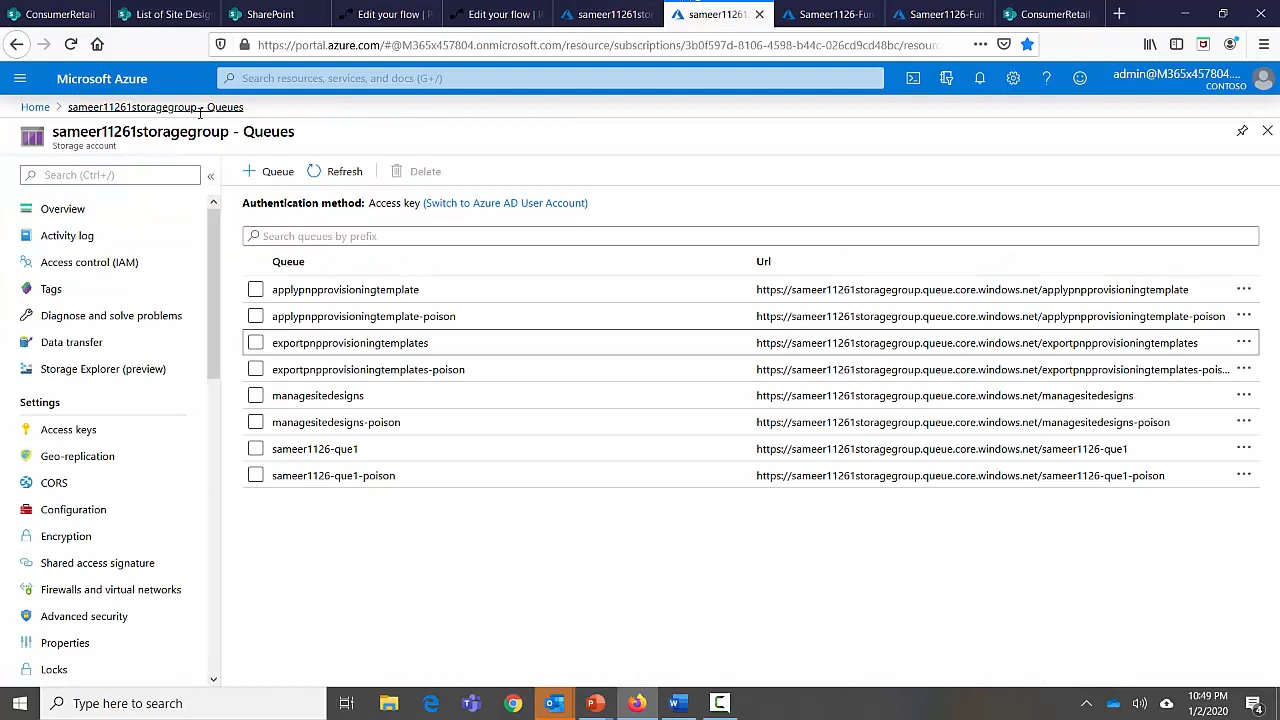 ConsumerRetail
List of Site Desig
SharePoint
Edit your flow | P
Edit your flow | P
sameer11261sto
sameer11261
Sameer1126-Fun
Sameer1126-Fun
ConsumerRetail
https://portal.azure.com/#@M365x457804.onmicrosoft.com/resource/subscriptions/3b0f597d-8106-4598-b44c-026cd9cd48bc/resourc
Microsoft Azure
Search resources, services, and docs (G+/)
admin@M365x457804....
CONTOSO
Home > sameer11261storagegroup - Queues
sameer11261storagegroup - Queues
Storage account
Search (Ctrl+/)
Overview
Activity log
Access control (IAM)
Tags
Diagnose and solve problems
Data transfer
Storage Explorer (preview)
Settings
Access keys
Geo-replication
CORS
Configuration
Encryption
Shared access signature
Firewalls and virtual networks
Advanced security
Properties
Locks
Queue
Refresh
Delete
Authentication method: Access key (Switch to Azure AD User Account)
Search queues by prefix
Queue Url
applypnpprovisioningtemplate https://sameer11261storagegroup.queue.core.windows.net/applypnpprovisioningtemplate
applypnpprovisioningtemplate-poison https://sameer11261storagegroup.queue.core.windows.net/applypnpprovisioningtemplate-poison
exportpnpprovisioningtemplates https://sameer11261storagegroup.queue.core.windows.net/exportpnpprovisioningtemplates
exportpnpprovisioningtemplates-poison https://sameer11261storagegroup.queue.core.windows.net/exportpnpprovisioningtemplates-pois...
managesitedesigns https://sameer11261storagegroup.queue.core.windows.net/managesitedesigns
managesitedesigns-poison https://sameer11261storagegroup.queue.core.windows.net/managesitedesigns-poison
sameer1126-que1 https://sameer11261storagegroup.queue.core.windows.net/sameer1126-que1
sameer1126-que1-poison https://sameer11261storagegroup.queue.core.windows.net/sameer1126-que1-poison
Type here to search
10:49 PM
1/2/2020
4